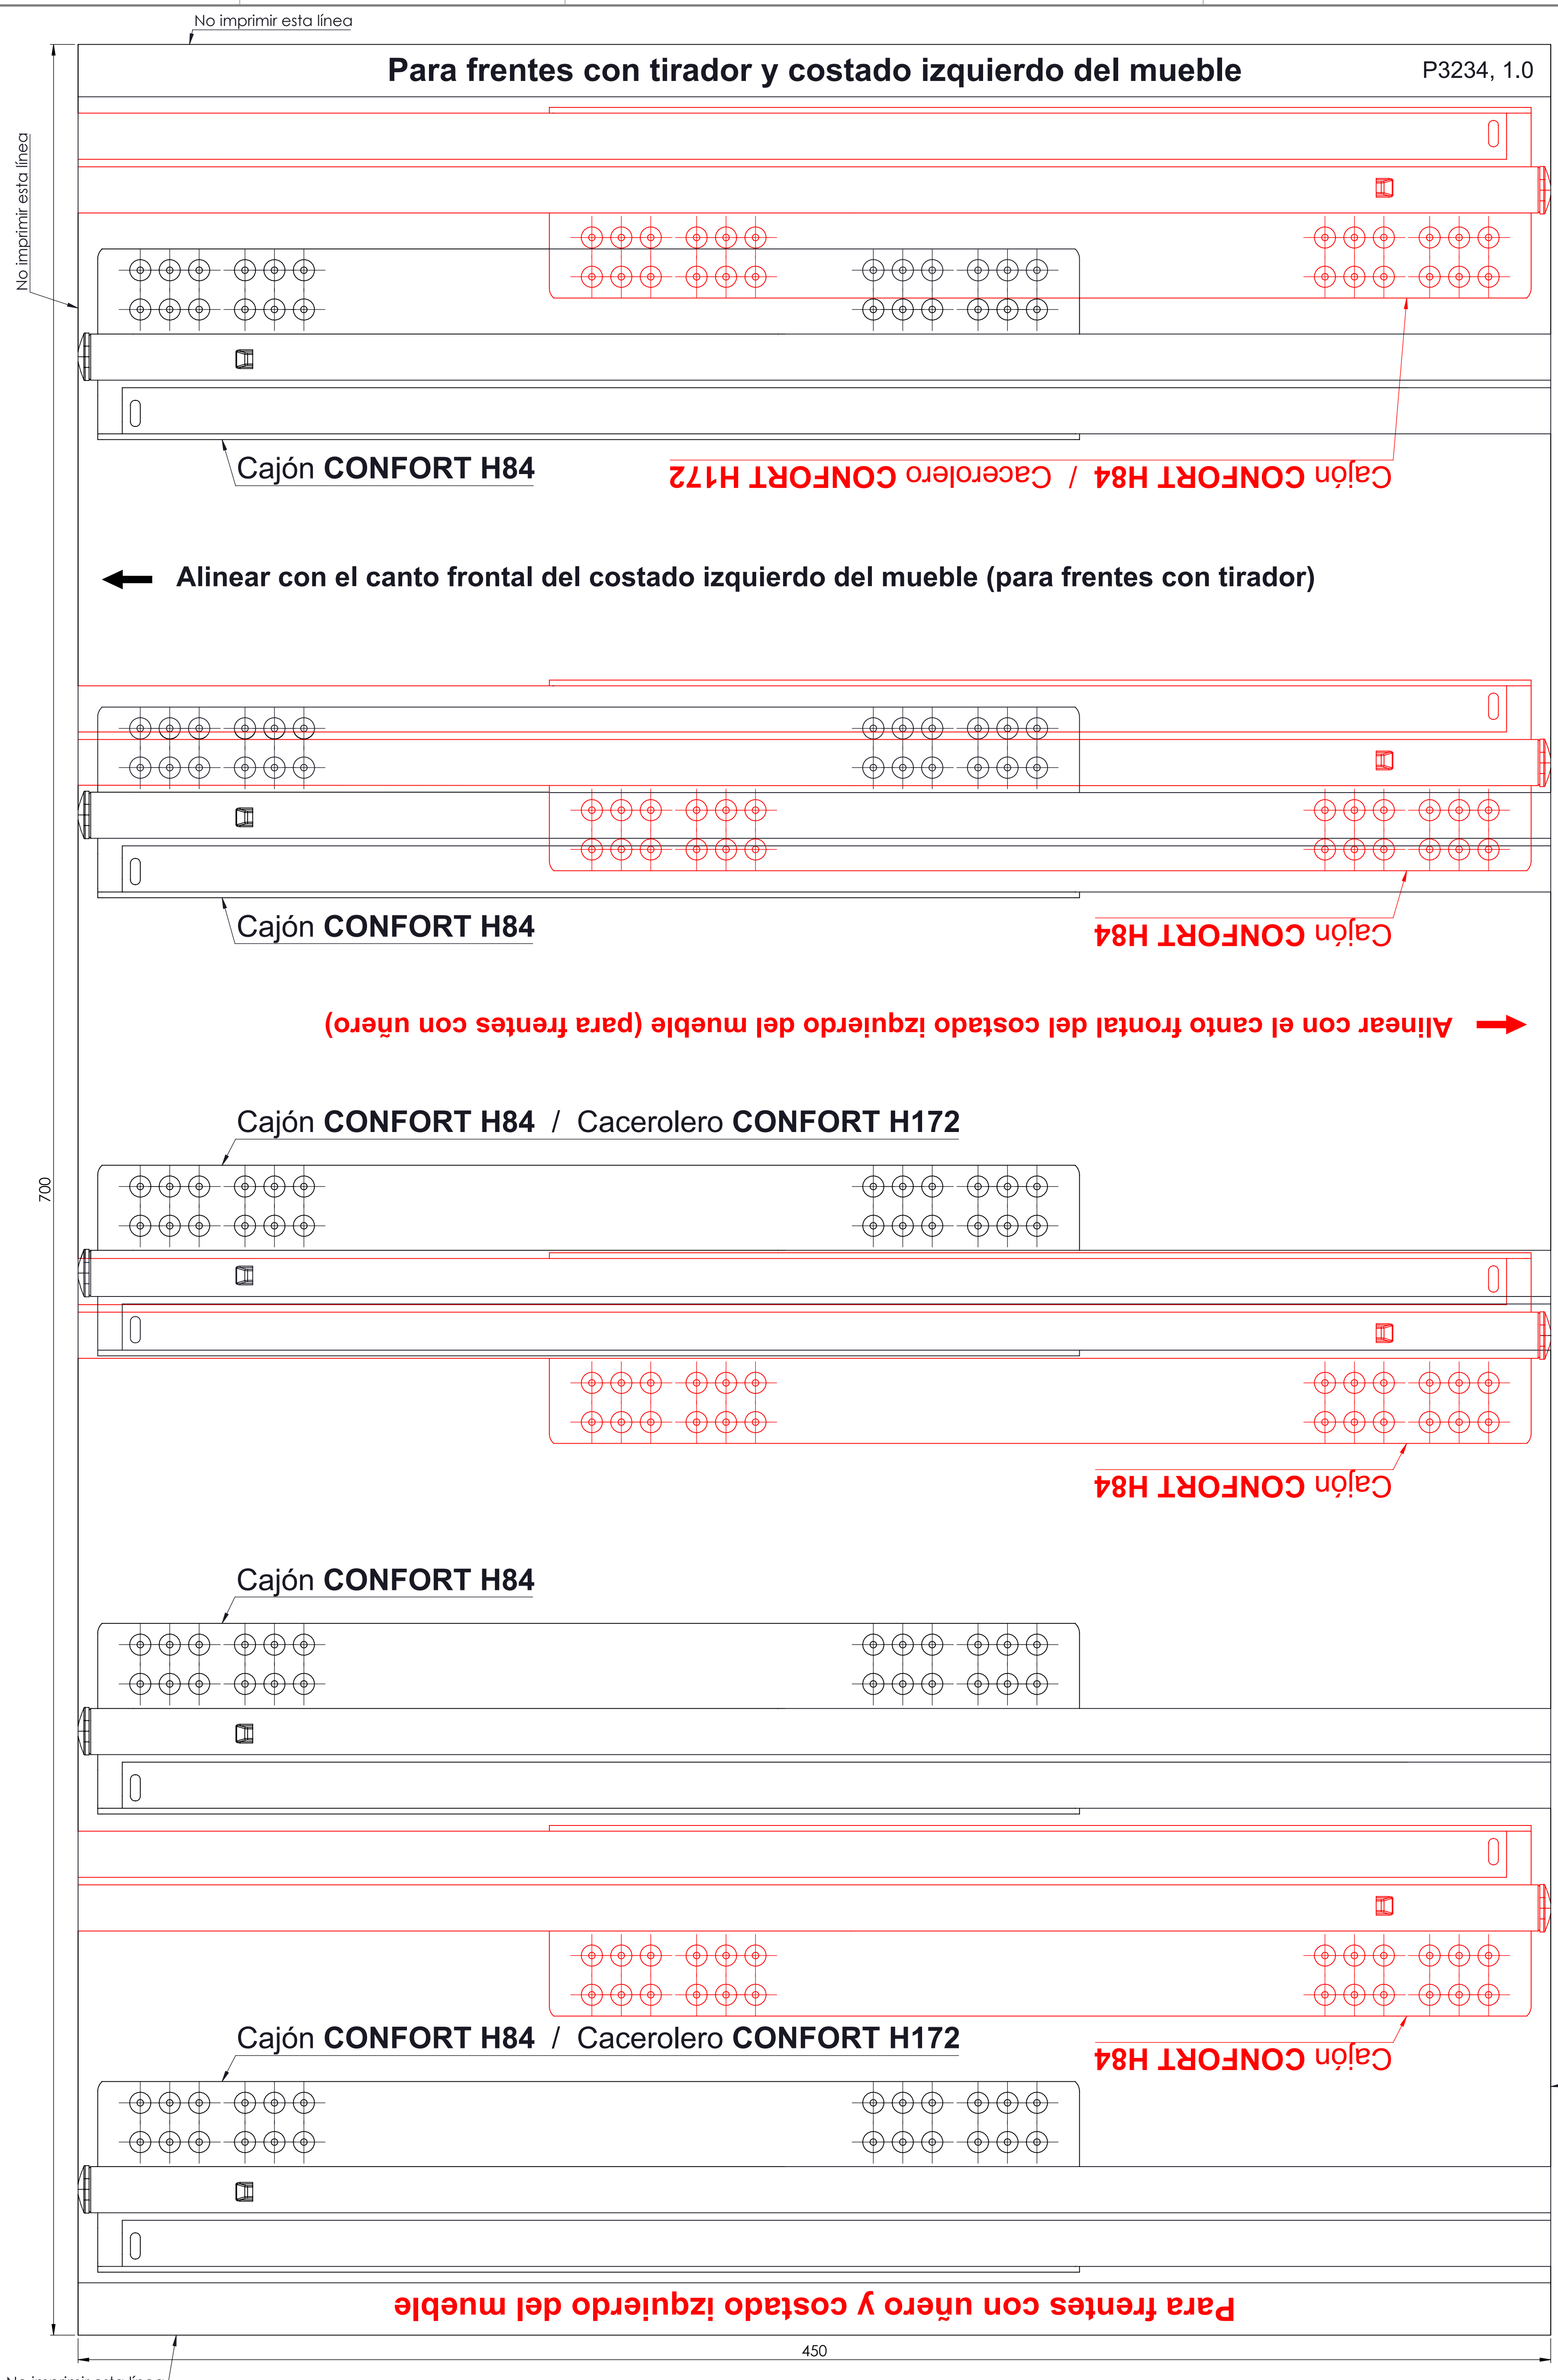 No imprimir esta línea
Para frentes con tirador y costado izquierdo del mueble
P3234, 1.0
No imprimir esta línea
Cajón CONFORT H84
Cajón CONFORT H84 / Cacerolero CONFORT H172
Alinear con el canto frontal del costado izquierdo del mueble (para frentes con tirador)
Cajón CONFORT H84
Cajón CONFORT H84
Alinear con el canto frontal del costado izquierdo del mueble (para frentes con uñero)
Cajón CONFORT H84 / Cacerolero CONFORT H172
700
Cajón CONFORT H84
Cajón CONFORT H84
Cajón CONFORT H84 / Cacerolero CONFORT H172
Cajón CONFORT H84
Para frentes con uñero y costado izquierdo del mueble
450
No imprimir esta línea